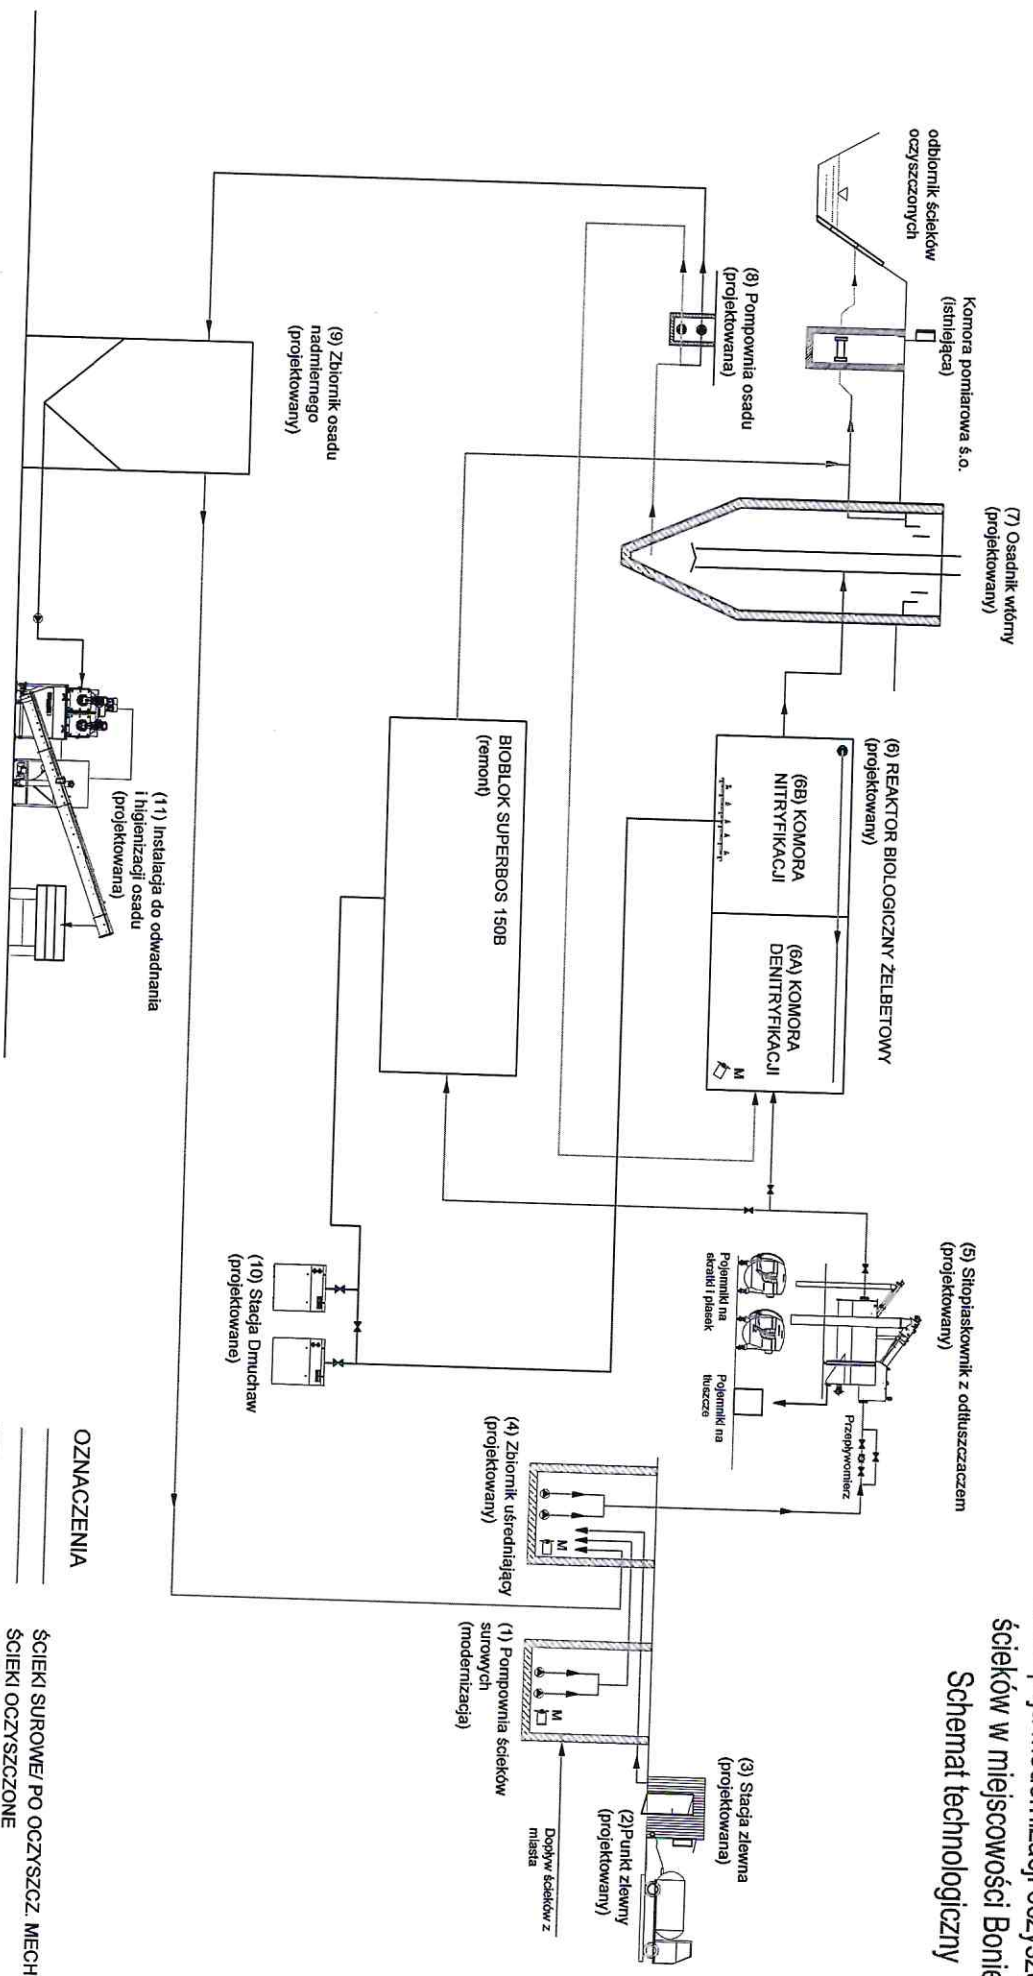 ścieków w miejscowości
Schemat technologiczny
odbiornik ścieków
oczyszczonych
Komora pomiarowa ś.o.
(istniejąca)
(7) Osadnik wtórny
(projektowany)
(6) REAKTOR BIOLOGICZNY ŻELBETOWY
(projektowany)
(6B) KOMORA
NITRYFIKACJI
(6A) KOMORA
DENITRYFIKACJI
M
(5) Sitopiaskownik z odtłuszczaczem
(projektowany)
Przepływomierz
Pojemniki na
skratki i piasek
Pojemniki na
tłuszcze
(8) Pompownia osadu
(projektowana)
BIOBLOK SUPERBOS 150B
(remont)
(9) Zbiornik osadu
nadmiernego
(projektowany)
(10) Stacja Dmuchaw
(projektowane)
(11) Instalacja do odwadniania
i higienizacji osadu
(projektowana)
(4) Zbiornik uśredniający
(projektowany)
M
(1) Pompownia ścieków
surowych
(modernizacja)
M
(3) Stacja zlewna
(projektowana)
(2)Punkt zlewny
(projektowany)
Dopływ ścieków z
miasta
OZNACZENIA
ŚCIEKI SUROWE/ PO OCZYSZCZ. MECH
ŚCIEKI OCZYSZCZONE